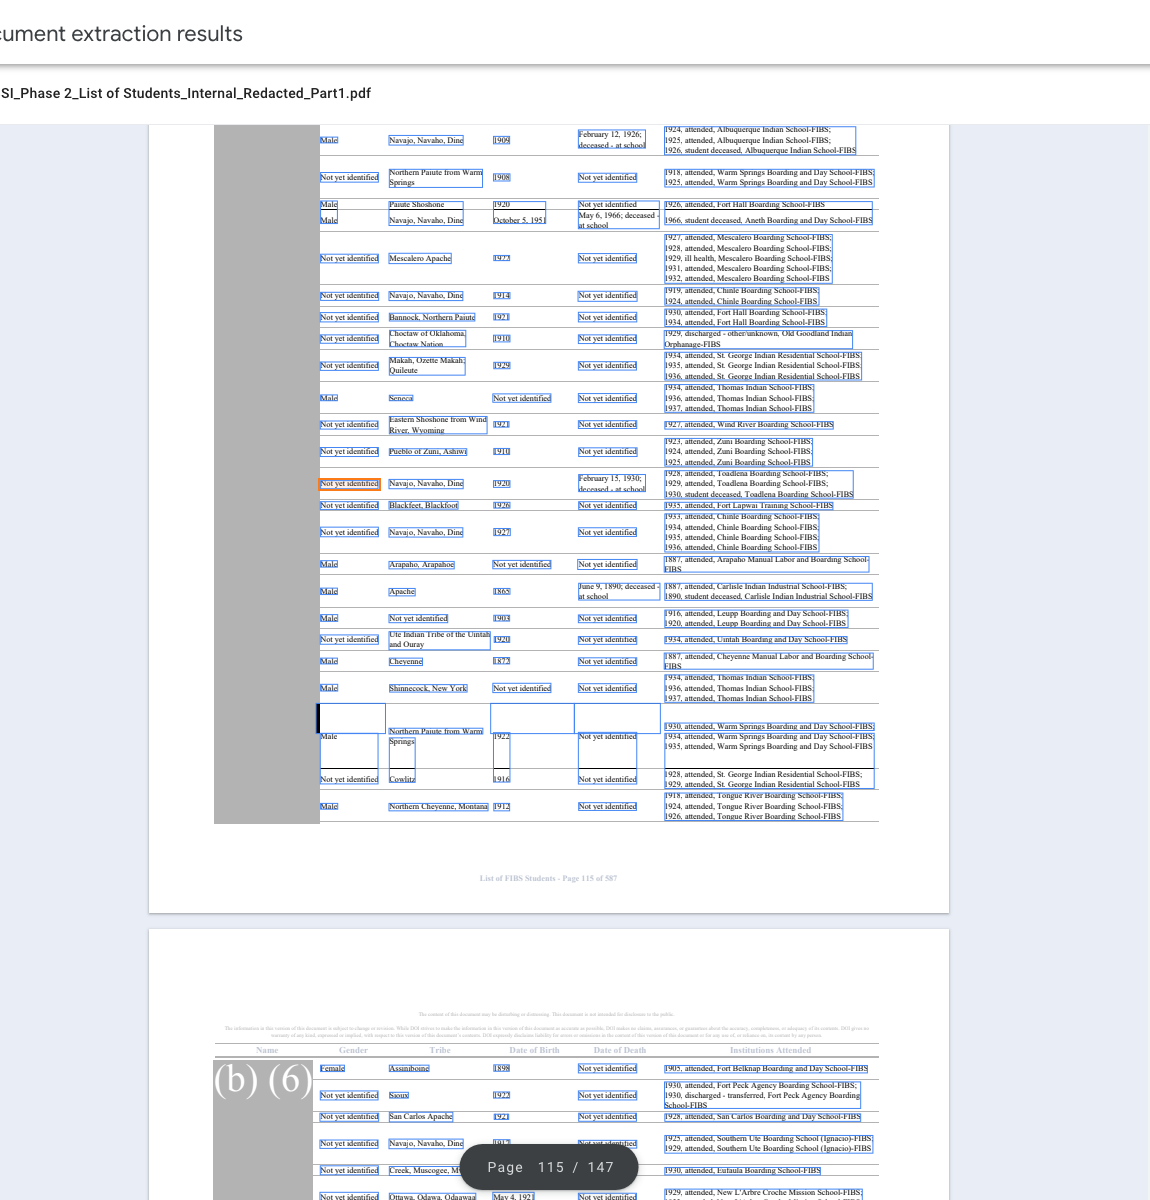 cument extraction results
SI_Phase 2_List of Students_Internal_Redacted_Part1.pdf
Male Navajo, Navaho, Dine 1909 February 12, 1926; deceased - at school 1924, attended, Albuquerque Indian School-FIBS;
1925, attended, Albuquerque Indian School-FIBS;
1926, student deceased, Albuquerque Indian School-FIBS
Not yet identified Northern Paiute from Warm Springs 1908 Not yet identified 1918, attended, Warm Springs Boarding and Day School-FIBS;
1925, attended, Warm Springs Boarding and Day School-FIBS
Male Paiute Shoshone 1920 Not yet identified 1926, attended, Fort Hall Boarding School-FIBS
Male Navajo, Navaho, Dine October 5, 1951 May 6, 1966; deceased - at school 1966, student deceased, Aneth Boarding and Day School-FIBS
Not yet identified Mescalero Apache 1922 Not yet identified 1927, attended, Mescalero Boarding School-FIBS;
1928, attended, Mescalero Boarding School-FIBS;
1929, ill health, Mescalero Boarding School-FIBS;
1931, attended, Mescalero Boarding School-FIBS;
1932, attended, Mescalero Boarding School-FIBS
Not yet identified Navajo, Navaho, Dine 1914 Not yet identified 1919, attended, Chinle Boarding School-FIBS;
1924, attended, Chinle Boarding School-FIBS
Not yet identified Bannock, Northern Paiute 1921 Not yet identified 1930, attended, Fort Hall Boarding School-FIBS;
1934, attended, Fort Hall Boarding School-FIBS
Not yet identified Choctaw of Oklahoma, Choctaw Nation 1910 Not yet identified 1929, discharged - other/unknown, Old Goodland Indian
Orphanage-FIBS
Not yet identified Makah, Ozette Makah; Quileute 1929 Not yet identified 1934, attended, St. George Indian Residential School-FIBS;
1935, attended, St. George Indian Residential School-FIBS;
1936, attended, St. George Indian Residential School-FIBS
Male Seneca Not yet identified Not yet identified 1934, attended, Thomas Indian School-FIBS;
1936, attended, Thomas Indian School-FIBS;
1937, attended, Thomas Indian School-FIBS
Not yet identified Eastern Shoshone from Wind River, Wyoming 1921 Not yet identified 1927, attended, Wind River Boarding School-FIBS
Not yet identified Pueblo of Zuni, Ashiwi 1910 Not yet identified 1923, attended, Zuni Boarding School-FIBS;
1924, attended, Zuni Boarding School-FIBS;
1925, attended, Zuni Boarding School-FIBS
Not yet identified Navajo, Navaho, Dine 1920 February 15, 1930; deceased - at school 1928, attended, Toadlena Boarding School-FIBS;
1929, attended, Toadlena Boarding School-FIBS;
1930, student deceased, Toadlena Boarding School-FIBS
Not yet identified Blackfeet, Blackfoot 1926 Not yet identified 1935, attended, Fort Lapwai Training School-FIBS
Not yet identified Navajo, Navaho, Dine 1927 Not yet identified 1933, attended, Chinle Boarding School-FIBS;
1934, attended, Chinle Boarding School-FIBS;
1935, attended, Chinle Boarding School-FIBS;
1936, attended, Chinle Boarding School-FIBS
Male Arapaho, Arapahoe Not yet identified Not yet identified 1887, attended, Arapaho Manual Labor and Boarding School-
FIBS
Male Apache 1865 June 9, 1890; deceased - at school 1887, attended, Carlisle Indian Industrial School-FIBS;
1890, student deceased, Carlisle Indian Industrial School-FIBS
Male Not yet identified 1903 Not yet identified 1916, attended, Leupp Boarding and Day School-FIBS;
1920, attended, Leupp Boarding and Day School-FIBS
Not yet identified Ute Indian Tribe of the Uintah and Ouray 1920 Not yet identified 1934, attended, Uintah Boarding and Day School-FIBS
Male Cheyenne 1872 Not yet identified 1887, attended, Cheyenne Manual Labor and Boarding School-
FIBS
Male Shinnecock, New York Not yet identified Not yet identified 1934, attended, Thomas Indian School-FIBS;
1936, attended, Thomas Indian School-FIBS;
1937, attended, Thomas Indian School-FIBS
Male Northern Paiute from Warm Springs 1922 Not yet identified 1930, attended, Warm Springs Boarding and Day School-FIBS;
1934, attended, Warm Springs Boarding and Day School-FIBS;
1935, attended, Warm Springs Boarding and Day School-FIBS
Not yet identified Cowlitz 1916 Not yet identified 1928, attended, St. George Indian Residential School-FIBS;
1929, attended, St. George Indian Residential School-FIBS
Male Northern Cheyenne, Montana 1912 Not yet identified 1918, attended, Tongue River Boarding School-FIBS;
1924, attended, Tongue River Boarding School-FIBS;
1926, attended, Tongue River Boarding School-FIBS
List of FIBS Students - Page 115 of 587
The content of this document may be disturbing or distressing. This document is not intended for disclosure to the public.
Name Gender Tribe Date of Birth Date of Death Institutions Attended
(b) (6)
Female Assiniboine 1898 Not yet identified 1905, attended, Fort Belknap Boarding and Day School-FIBS
Not yet identified Sioux 1922 Not yet identified 1930, attended, Fort Peck Agency Boarding School-FIBS;
1930, discharged - transferred, Fort Peck Agency Boarding
School-FIBS
Not yet identified San Carlos Apache 1921 Not yet identified 1928, attended, San Carlos Boarding and Day School-FIBS
Not yet identified Navajo, Navaho, Dine 1925, attended, Southern Ute Boarding School (Ignacio)-FIBS;
1929, attended, Southern Ute Boarding School (Ignacio)-FIBS
Not yet identified Creek, Muscogee, 1930, attended, Eufaula Boarding School-FIBS
Not yet identified Ottawa, Odawa, Odaawaa May 4, 1921 Not yet identified 1929, attended, New L'Arbre Croche Mission School-FIBS;
Page 115 / 147